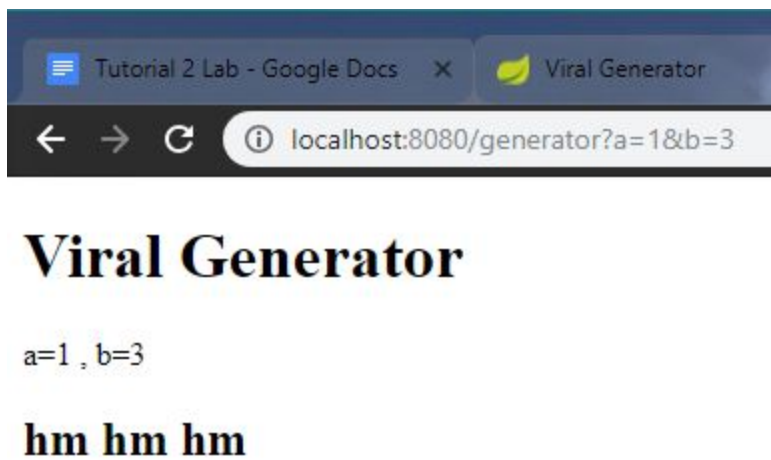 Tutorial 2 Lab - Google Docs
Viral Generator
localhost:8080/generator?a=1&b=3
Viral Generator
a=1 , b=3
hm hm hm